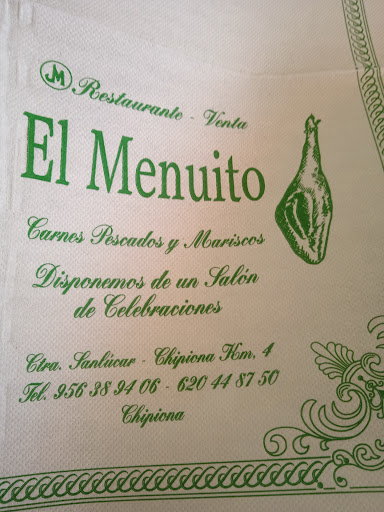 JM Restaurante - Venta
El Menuito
Carnes Pescados y Mariscos
Disponemos de un Salón
de Celebraciones
Ctra. Sanlúcar - Chipiona Km. 4
Tel. 956 38 94 06 - 620 44 87 50
Chipiona